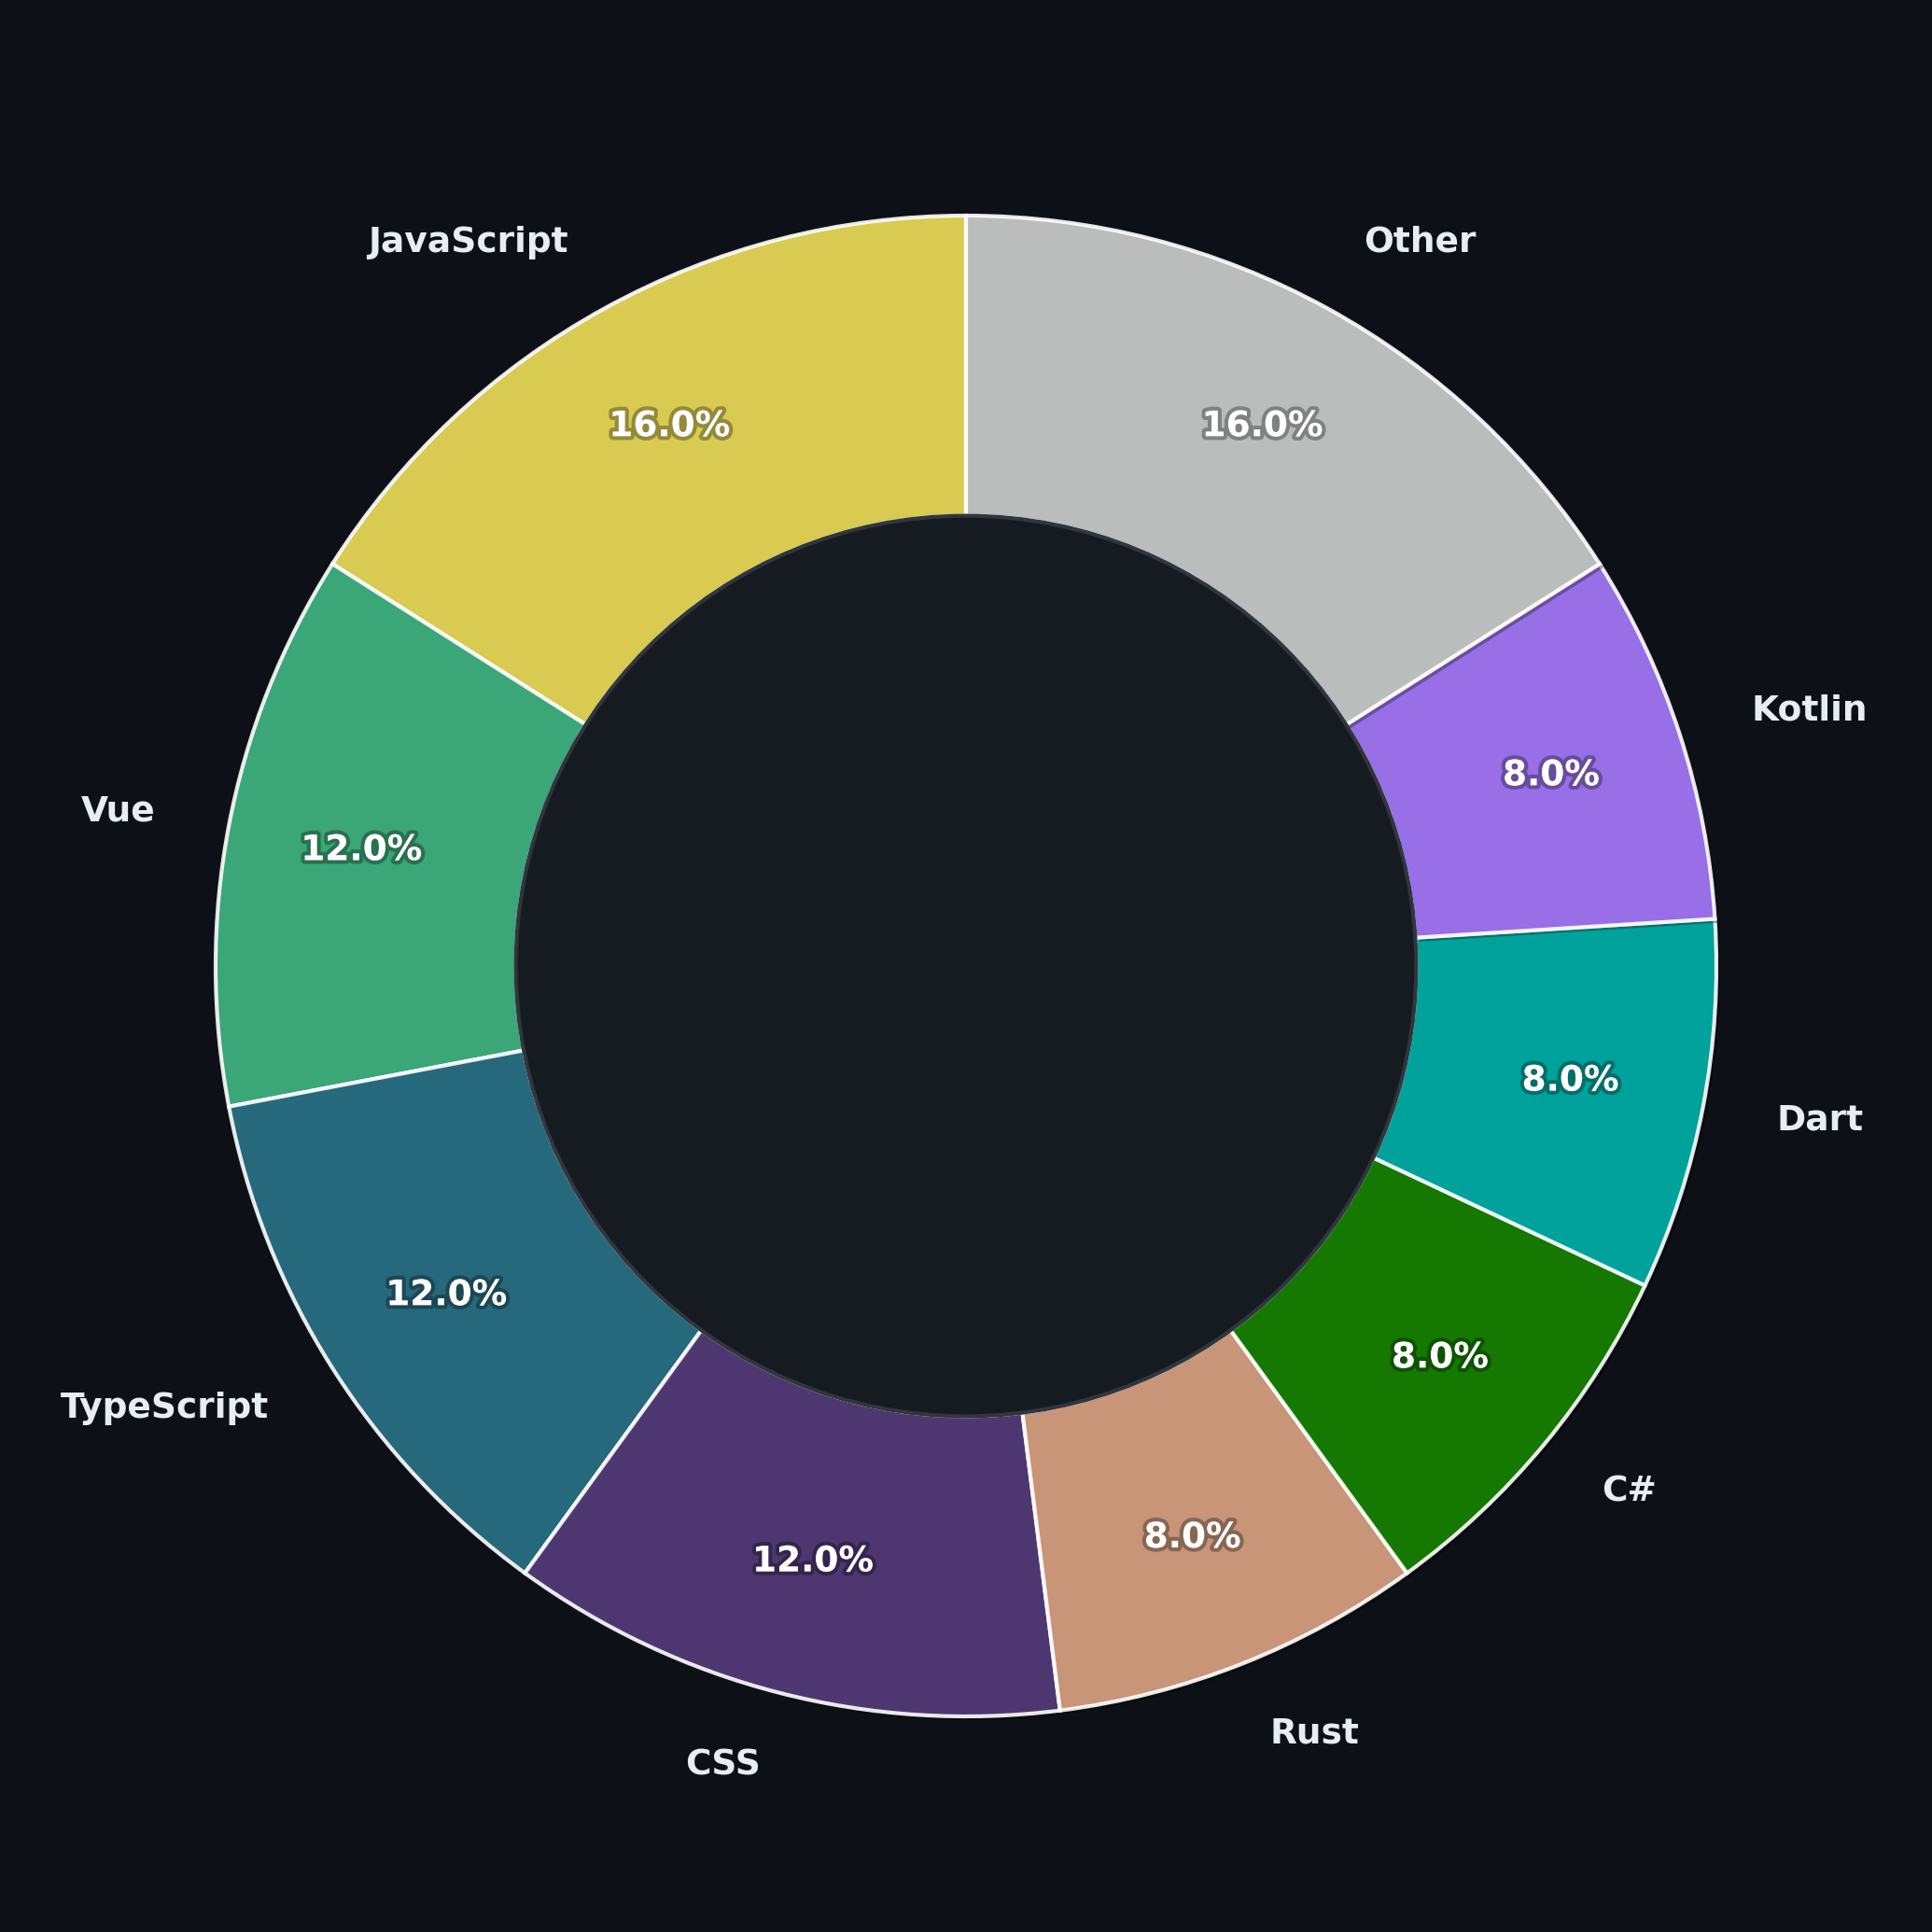 JavaScript
Other
16.0%
16.0%
Kotlin
8.0%
Vue
12.0%
8.0%
Dart
12.0%
8.0%
TypeScript
C#
8.0%
12.0%
Rust
CSS